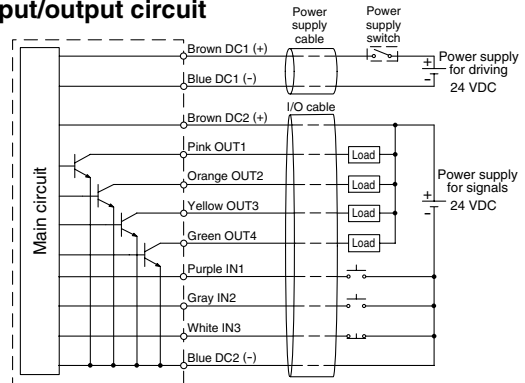 put/output circuit
Power
supply
cable
Power
supply
switch
Brown DC1 (+)
Power supply
for driving
24 VDC
Blue DC1 (-)
I/O cable
Brown DC2 (+)
Pink OUT1
Load
Orange OUT2
Load
Power supply
for signals
24 VDC
Yellow OUT3
Load
Green OUT4
Load
Main circuit
Purple IN1
Gray IN2
White IN3
Blue DC2 (-)
+
-
+
-